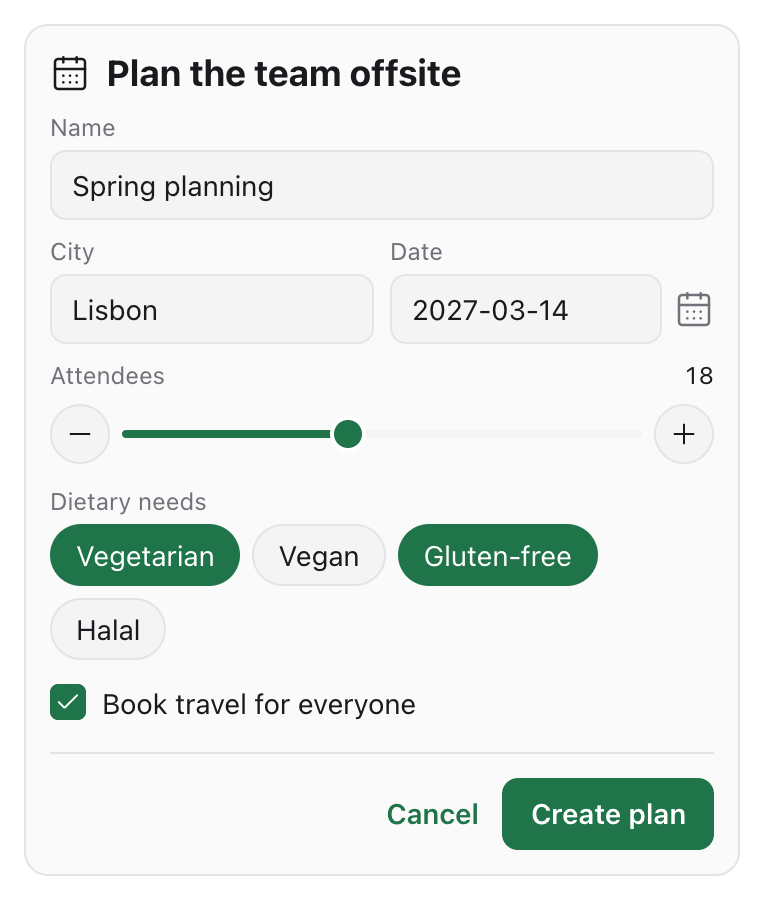 Plan the team offsite
Name
Spring planning
City Date
Lisbon 2027-03-14
Attendees 18
Dietary needs
Vegetarian Vegan Gluten-free
Halal
Book travel for everyone
Cancel Create plan